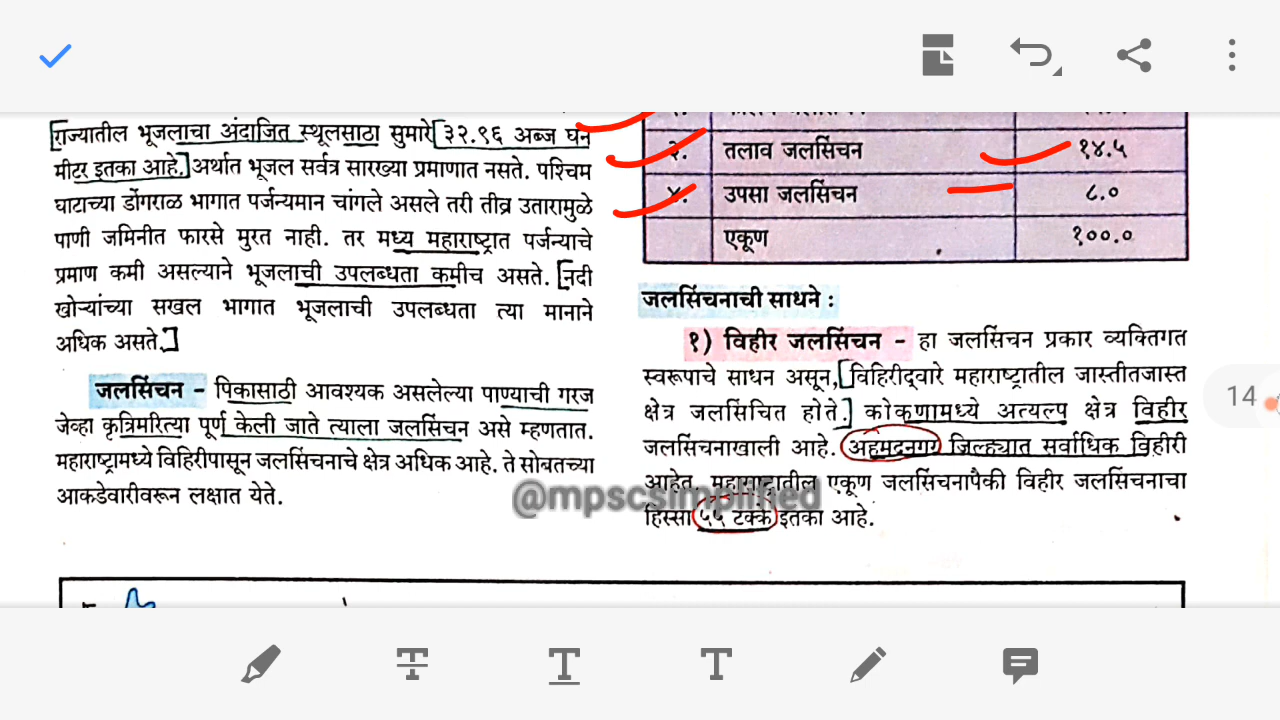 राज्यातील भूजलाचा अंदाजित स्थूलसाठा सुमारे ३२.९६ अब्ज घन
मीटर इतका आहे. अर्थात भूजल सर्वत्र सारख्या प्रमाणात नसते. पश्चिम
घाटाच्या डोंगराळ भागात पर्जन्यमान चांगले असले तरी तीव्र उतारामुळे
पाणी जमिनीत फारसे मुरत नाही. तर मध्य महाराष्ट्रात पर्जन्याचे
प्रमाण कमी असल्याने भूजलाची उपलब्धता कमीच असते. नदी
खोऱ्यांच्या सखल भागात भूजलाची उपलब्धता त्या मानाने
अधिक असते.
जलसिंचन - पिकासाठी आवश्यक असलेल्या पाण्याची गरज
जेव्हा कृत्रिमरित्या पूर्ण केली जाते त्याला जलसिंचन असे म्हणतात.
महाराष्ट्रामध्ये विहिरीपासून जलसिंचनाचे क्षेत्र अधिक आहे. ते सोबतच्या
आकडेवारीवरून लक्षात येते.
३. तलाव जलसिंचन १४.५
४. उपसा जलसिंचन ८.०
एकूण १००.०
जलसिंचनाची साधने :
१) विहीर जलसिंचन - हा जलसिंचन प्रकार व्यक्तिगत
स्वरूपाचे साधन असून, विहिरीद्वारे महाराष्ट्रातील जास्तीतजास्त
क्षेत्र जलसिंचित होते. कोकणामध्ये अत्यल्प क्षेत्र विहीर
जलसिंचनाखाली आहे. अहमदनगर जिल्ह्यात सर्वाधिक विहीरी
आहेत. महाराष्ट्रातील एकूण जलसिंचनापैकी विहीर जलसिंचनाचा
हिस्सा ५५ टक्के इतका आहे.
@mpscsimplified
14